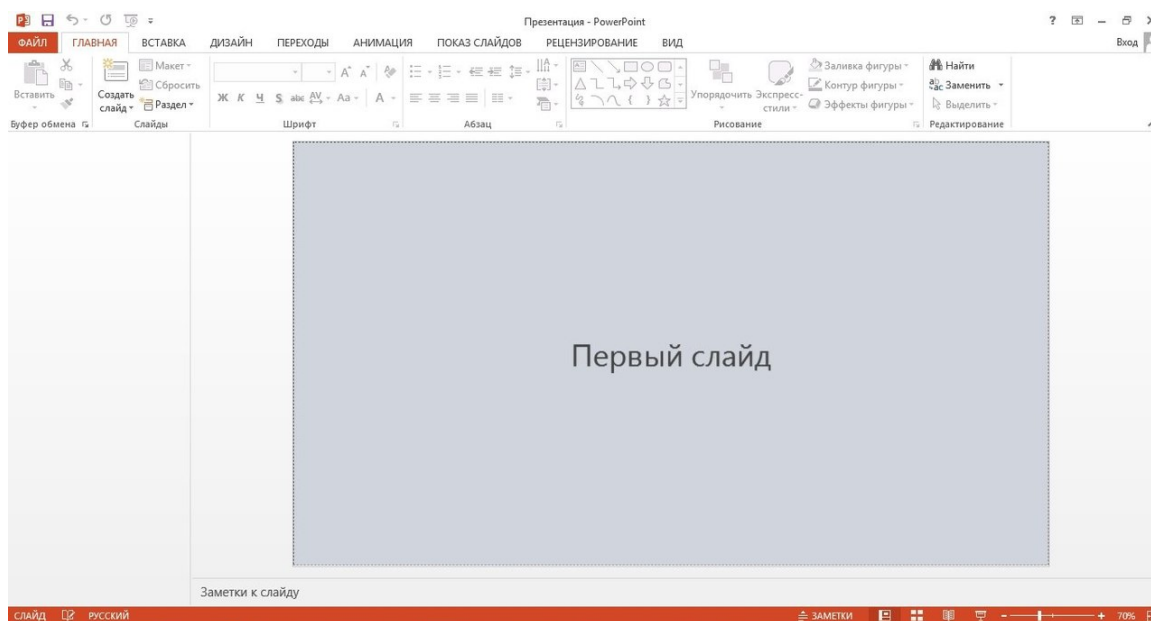 Презентация - PowerPoint
ФАЙЛ ГЛАВНАЯ ВСТАВКА ДИЗАЙН ПЕРЕХОДЫ АНИМАЦИЯ ПОКАЗ СЛАЙДОВ РЕЦЕНЗИРОВАНИЕ ВИД Вход
Вставить
Буфер обмена
Создать слайд
Макет
Сбросить
Раздел
Слайды
Ж К Ч S abc AV Aa A
Шрифт
Абзац
Упорядочить
Экспресс-стили
Заливка фигуры
Контур фигуры
Эффекты фигуры
Рисование
Найти
Заменить
Выделить
Редактирование
Первый слайд
Заметки к слайду
СЛАЙД РУССКИЙ ЗАМЕТКИ 70%